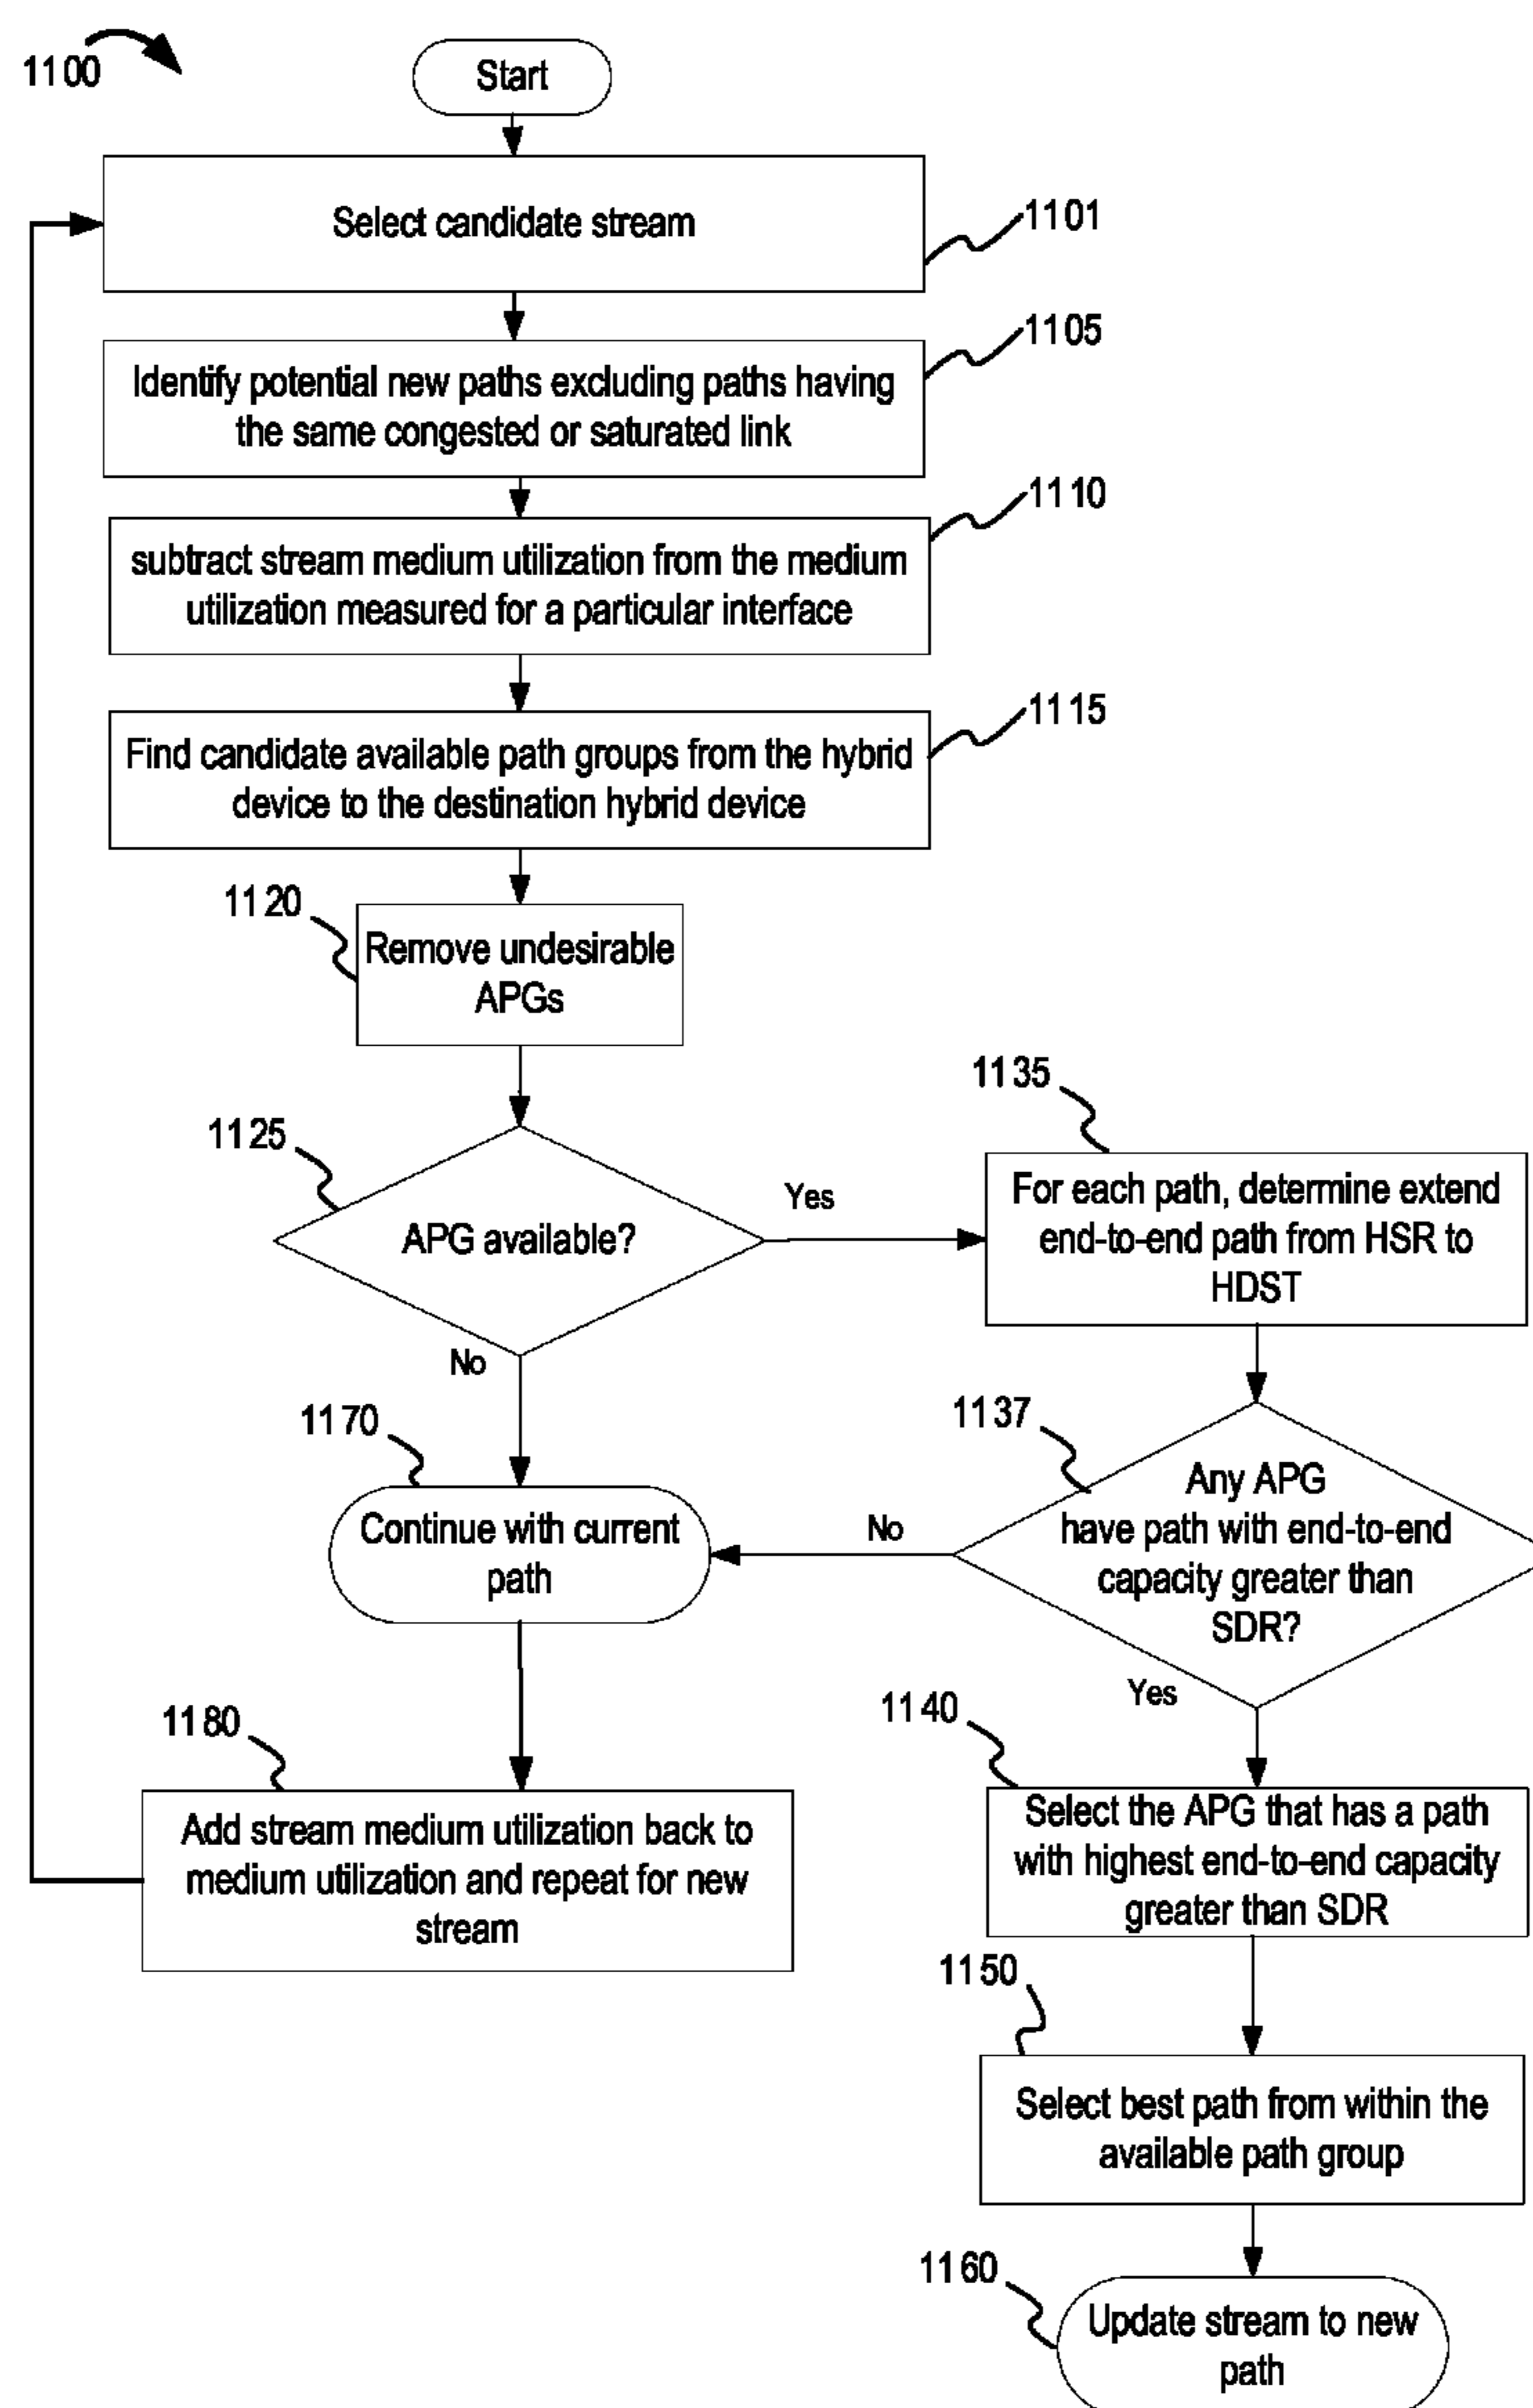 1100
Start
Select candidate stream
1101
Identify potential new paths excluding paths having
the same congested or saturated link
1105
subtract stream medium utilization from the medium
utilization measured for a particular interface
1110
Find candidate available path groups from the hybrid
device to the destination hybrid device
1115
1120
Remove undesirable
APGs
1125
APG available?
Yes
No
1135
For each path, determine extend
end-to-end path from HSR to
HDST
1137
Any APG
have path with end-to-end
capacity greater than
SDR?
No
Yes
1170
Continue with current
path
1180
Add stream medium utilization back to
medium utilization and repeat for new
stream
1140
Select the APG that has a path
with highest end-to-end capacity
greater than SDR
1150
Select best path from within the
available path group
1160
Update stream to new
path